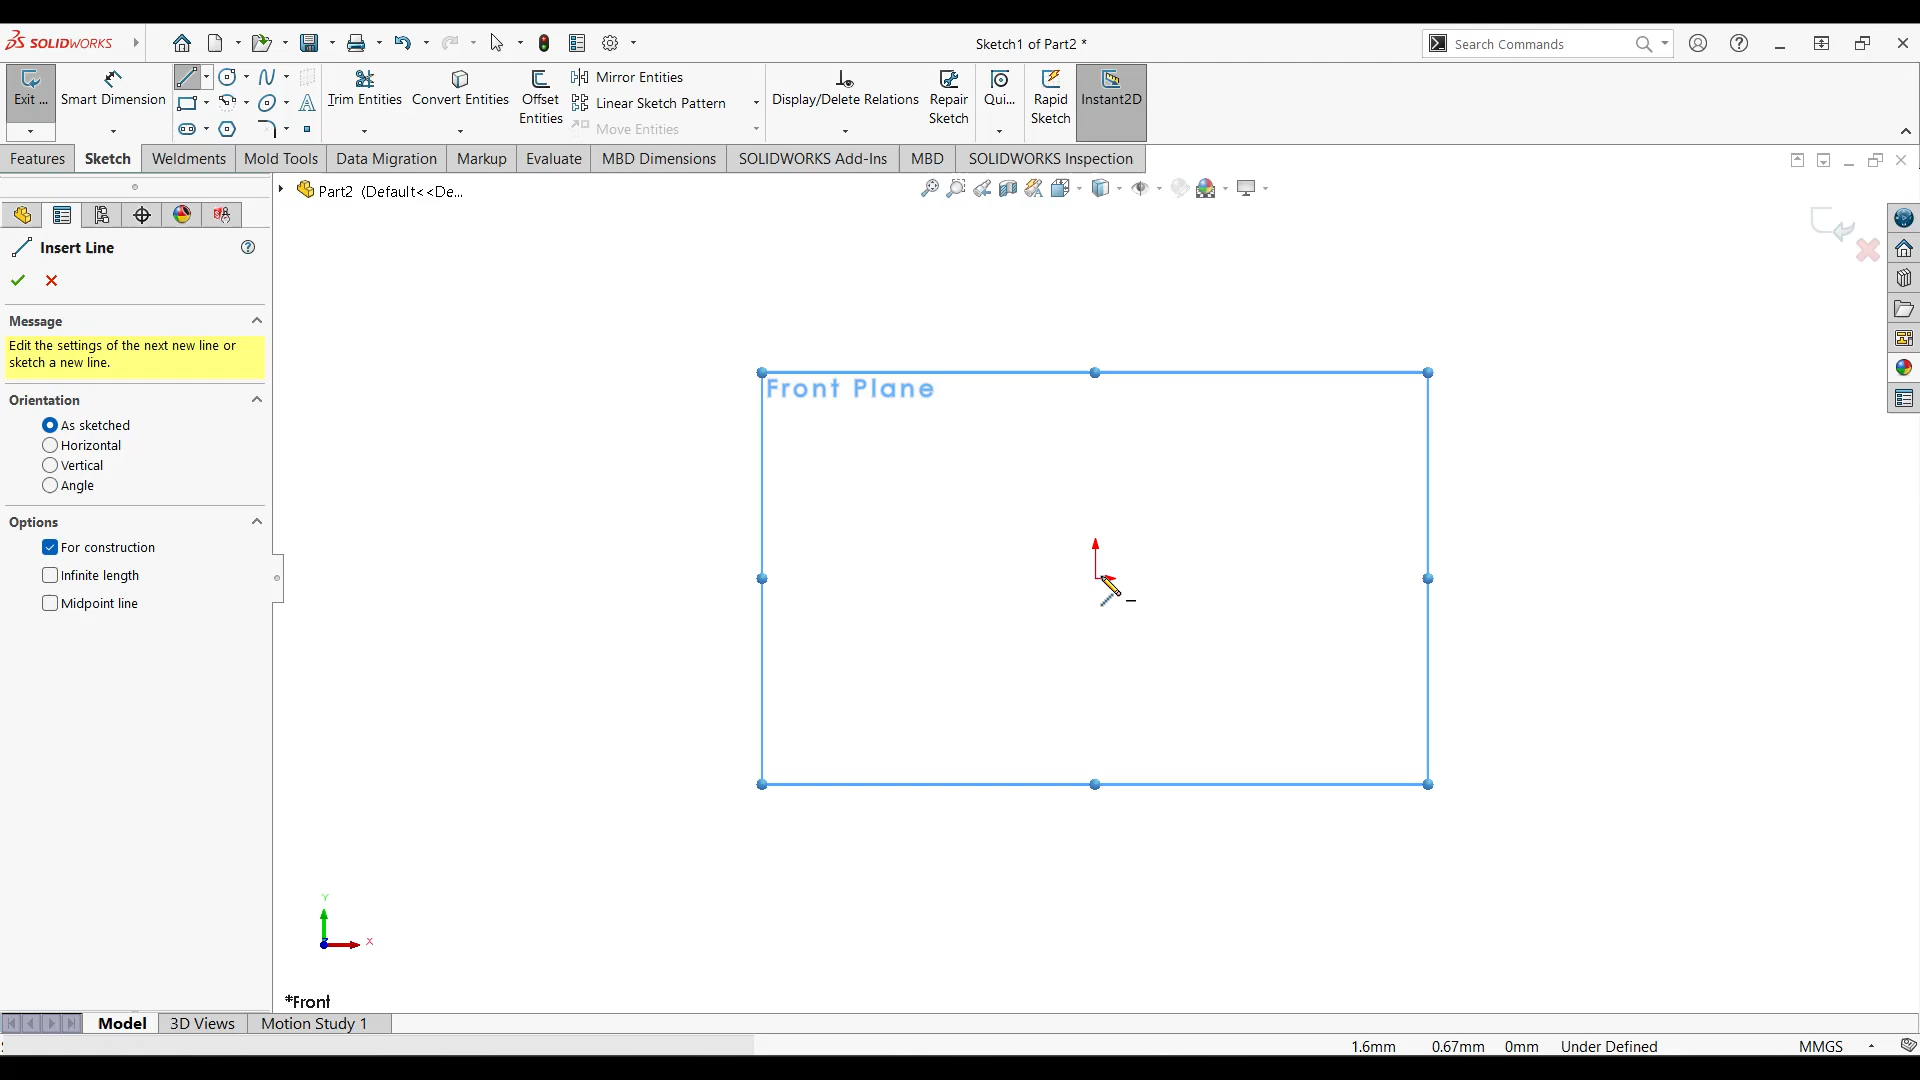 SOLIDWORKS
Sketch1 of Part2 *
Search Commands
Exit ...
Smart Dimension
Trim Entities
Convert Entities
Offset
Entities
Mirror Entities
Linear Sketch Pattern
Move Entities
Display/Delete Relations
Repair
Sketch
Qui...
Rapid
Sketch
Instant2D
Features
Sketch
Weldments
Mold Tools
Data Migration
Markup
Evaluate
MBD Dimensions
SOLIDWORKS Add-Ins
MBD
SOLIDWORKS Inspection
Part2 (Default<<De...
Insert Line
Message
Edit the settings of the next new line or
sketch a new line.
Orientation
As sketched
Horizontal
Vertical
Angle
Options
For construction
Infinite length
Midpoint line
Front Plane
Y
X
*Front
Model
3D Views
Motion Study 1
1.6mm
0.67mm
0mm
Under Defined
MMGS